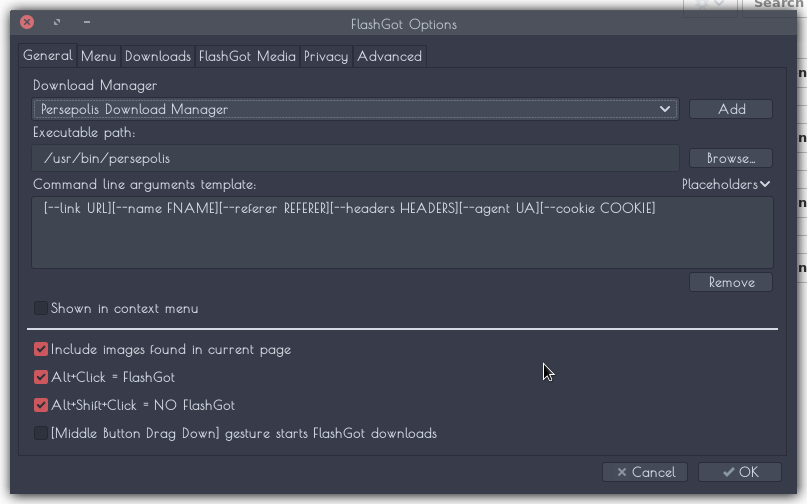 Search
FlashGot Options
General Menu Downloads FlashGot Media Privacy Advanced
Download Manager
Persepolis Download Manager Add
Executable path:
/usr/bin/persepolis Browse...
Command line arguments template: Placeholders
[--link URL][--name FNAME][--referer REFERER][--headers HEADERS][--agent UA][--cookie COOKIE]
Remove
Shown in context menu
Include images found in current page
Alt+Click = FlashGot
Alt+Shift+Click = NO FlashGot
[Middle Button Drag Down] gesture starts FlashGot downloads
Cancel OK